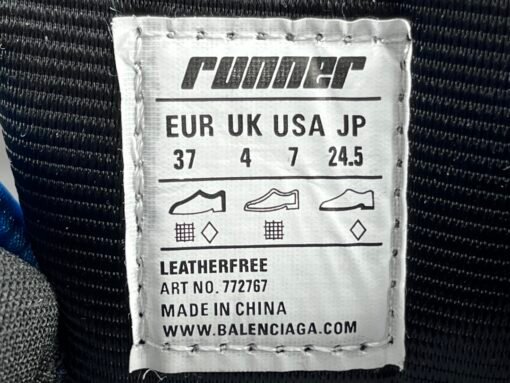 runner
EUR UK USA JP
37 4 7 24.5
LEATHERFREE
ART NO. 772767
MADE IN CHINA
WWW.BALENCIAGA.COM